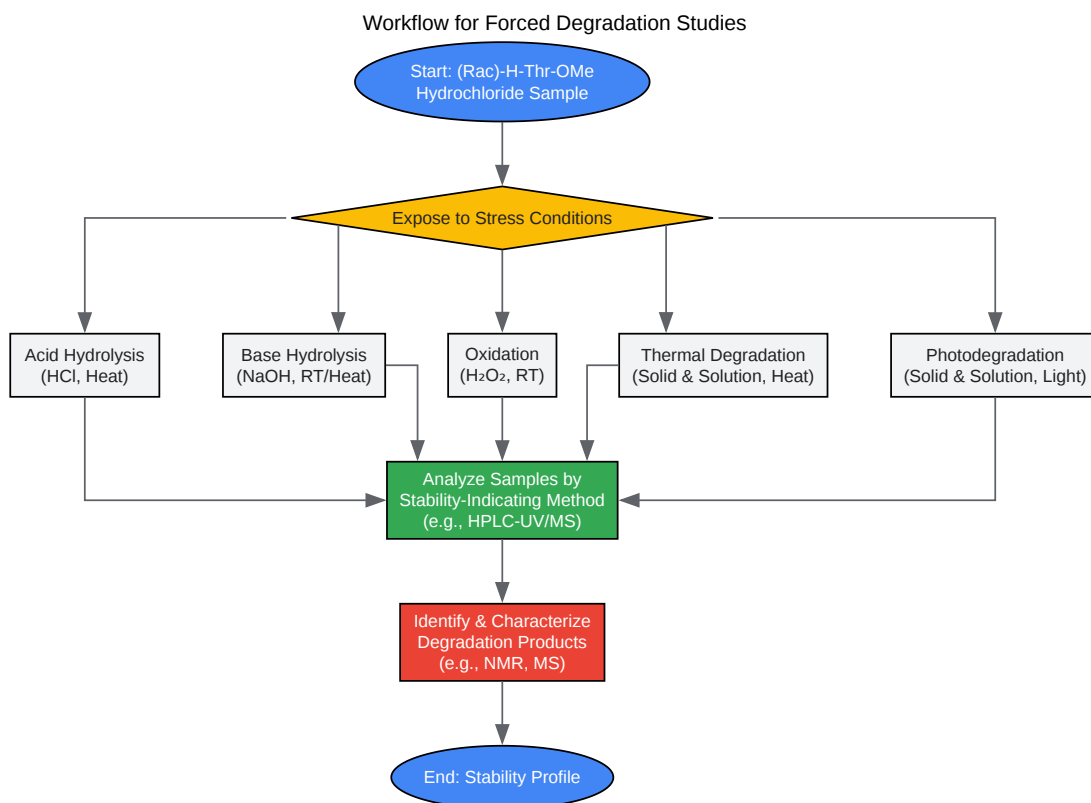 Workflow for Forced Degradation Studies
Start: (Rac)-H-Thr-OMe
Hydrochloride Sample
Expose to Stress Conditions
Acid Hydrolysis
(HCl, Heat)
Base Hydrolysis
(NaOH, RT/Heat)
Oxidation
(H₂O₂, RT)
Thermal Degradation
(Solid & Solution, Heat)
Photodegradation
(Solid & Solution, Light)
Analyze Samples by
Stability-Indicating Method
(e.g., HPLC-UV/MS)
Identify & Characterize
Degradation Products
(e.g., NMR, MS)
End: Stability Profile